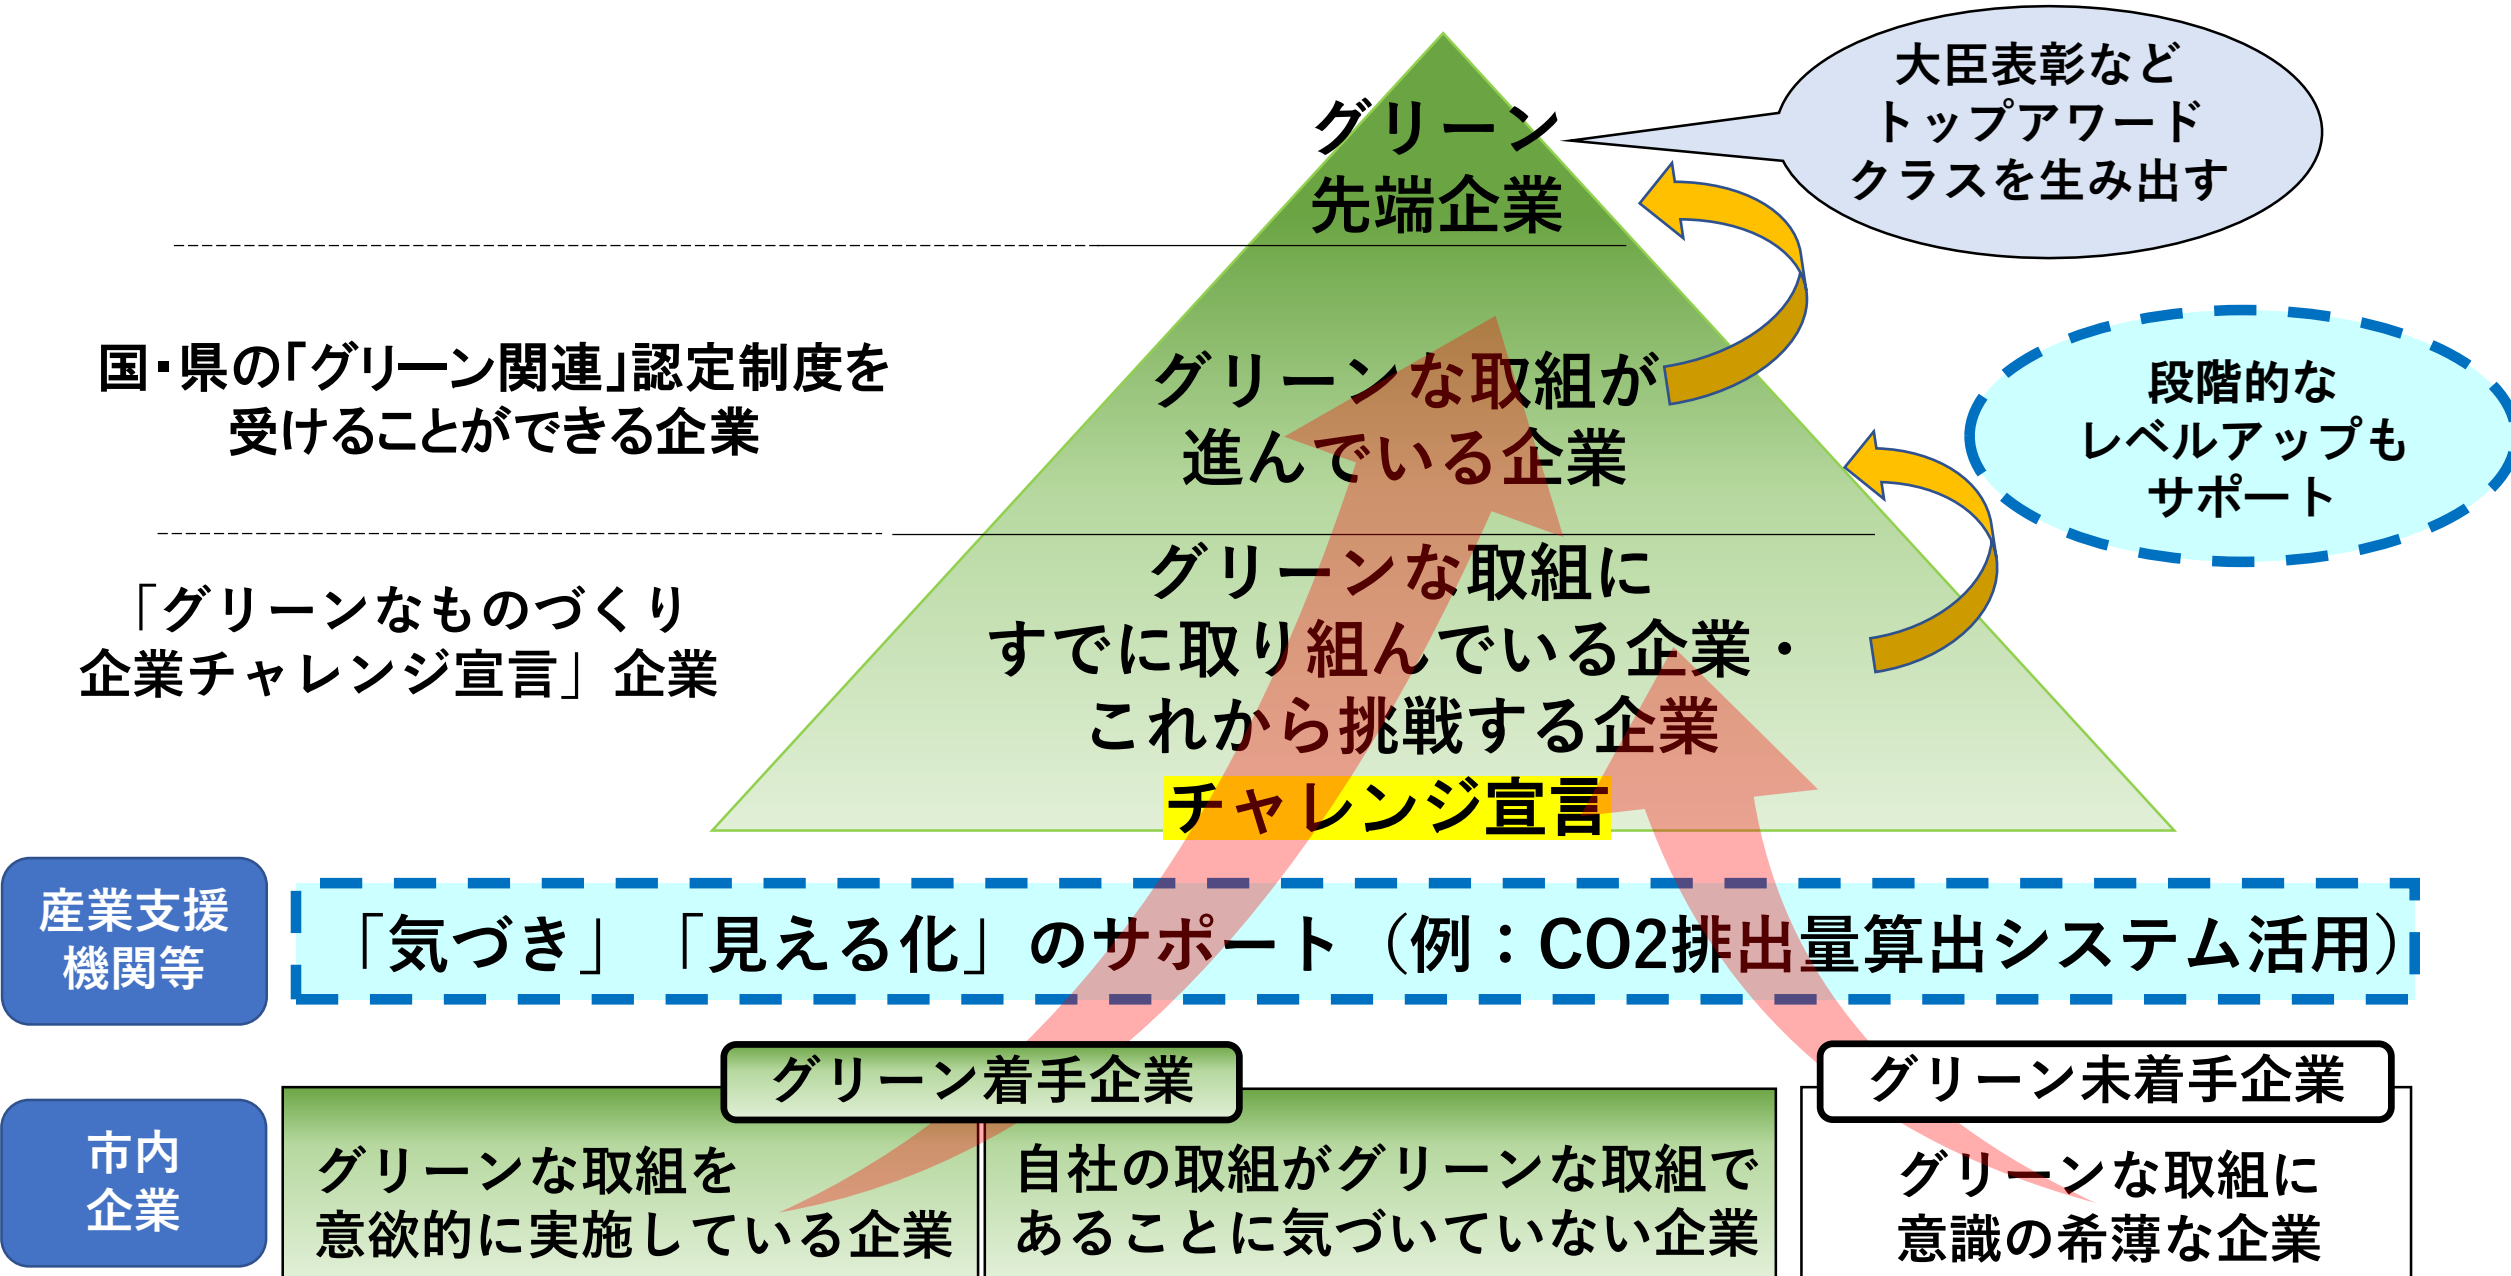 大臣表彰など
トップアワード
クラスを生み出す
グリーン
先端企業
国・県の｢グリーン関連｣認定制度を
受けることができる企業
グリーンな取組が
進んでいる企業
段階的な
レベルアップも
サポート
「グリーンなものづくり
企業チャレンジ宣言」企業
グリーンな取組に
すでに取り組んでいる企業・
これから挑戦する企業
チャレンジ宣言
産業支援
機関等
「気づき」「見える化」のサポート（例：CO2排出量算出システム活用）
市内
企業
グリーン着手企業
グリーンな取組を
意欲的に実施している企業
自社の取組がグリーンな取組で
あることに気づいていない企業
グリーン未着手企業
グリーンな取組に
意識の希薄な企業